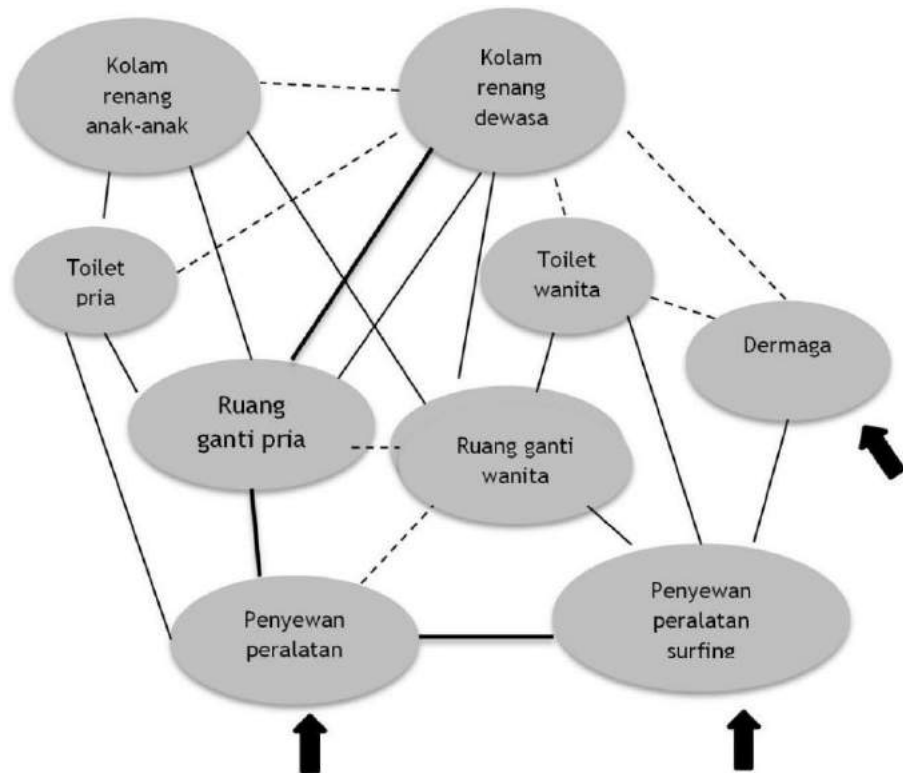 Kolam
renang
anak-anak
Kolam
renang
dewasa
Toilet
pria
Toilet
wanita
Dermaga
Ruang
ganti pria
Ruang ganti
wanita
Penyewan
peralatan
Penyewan
peralatan
surfing